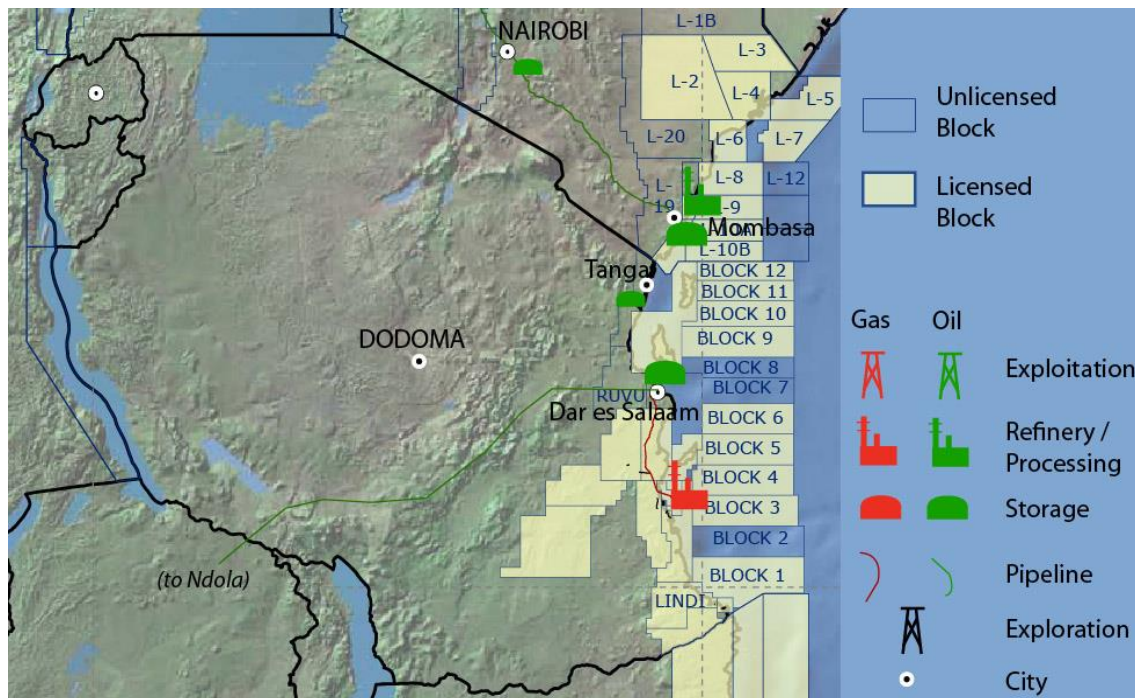 L-1B
NAIROBI
L-3
L-2
L-4
L-5
L-20
L-6
L-7
L-8
L-12
L-
19
-9
Mombasa
L-10B
Tanga
BLOCK 12
BLOCK 11
BLOCK 10
DODOMA
BLOCK 9
BLOCK 8
RUVU
BLOCK 7
Dar es Salaam
BLOCK 6
BLOCK 5
BLOCK 4
BLOCK 3
BLOCK 2
(to Ndola)
BLOCK 1
LINDI
Unlicensed
Block
Licensed
Block
Gas Oil
Exploitation
Refinery /
Processing
Storage
Pipeline
Exploration
City